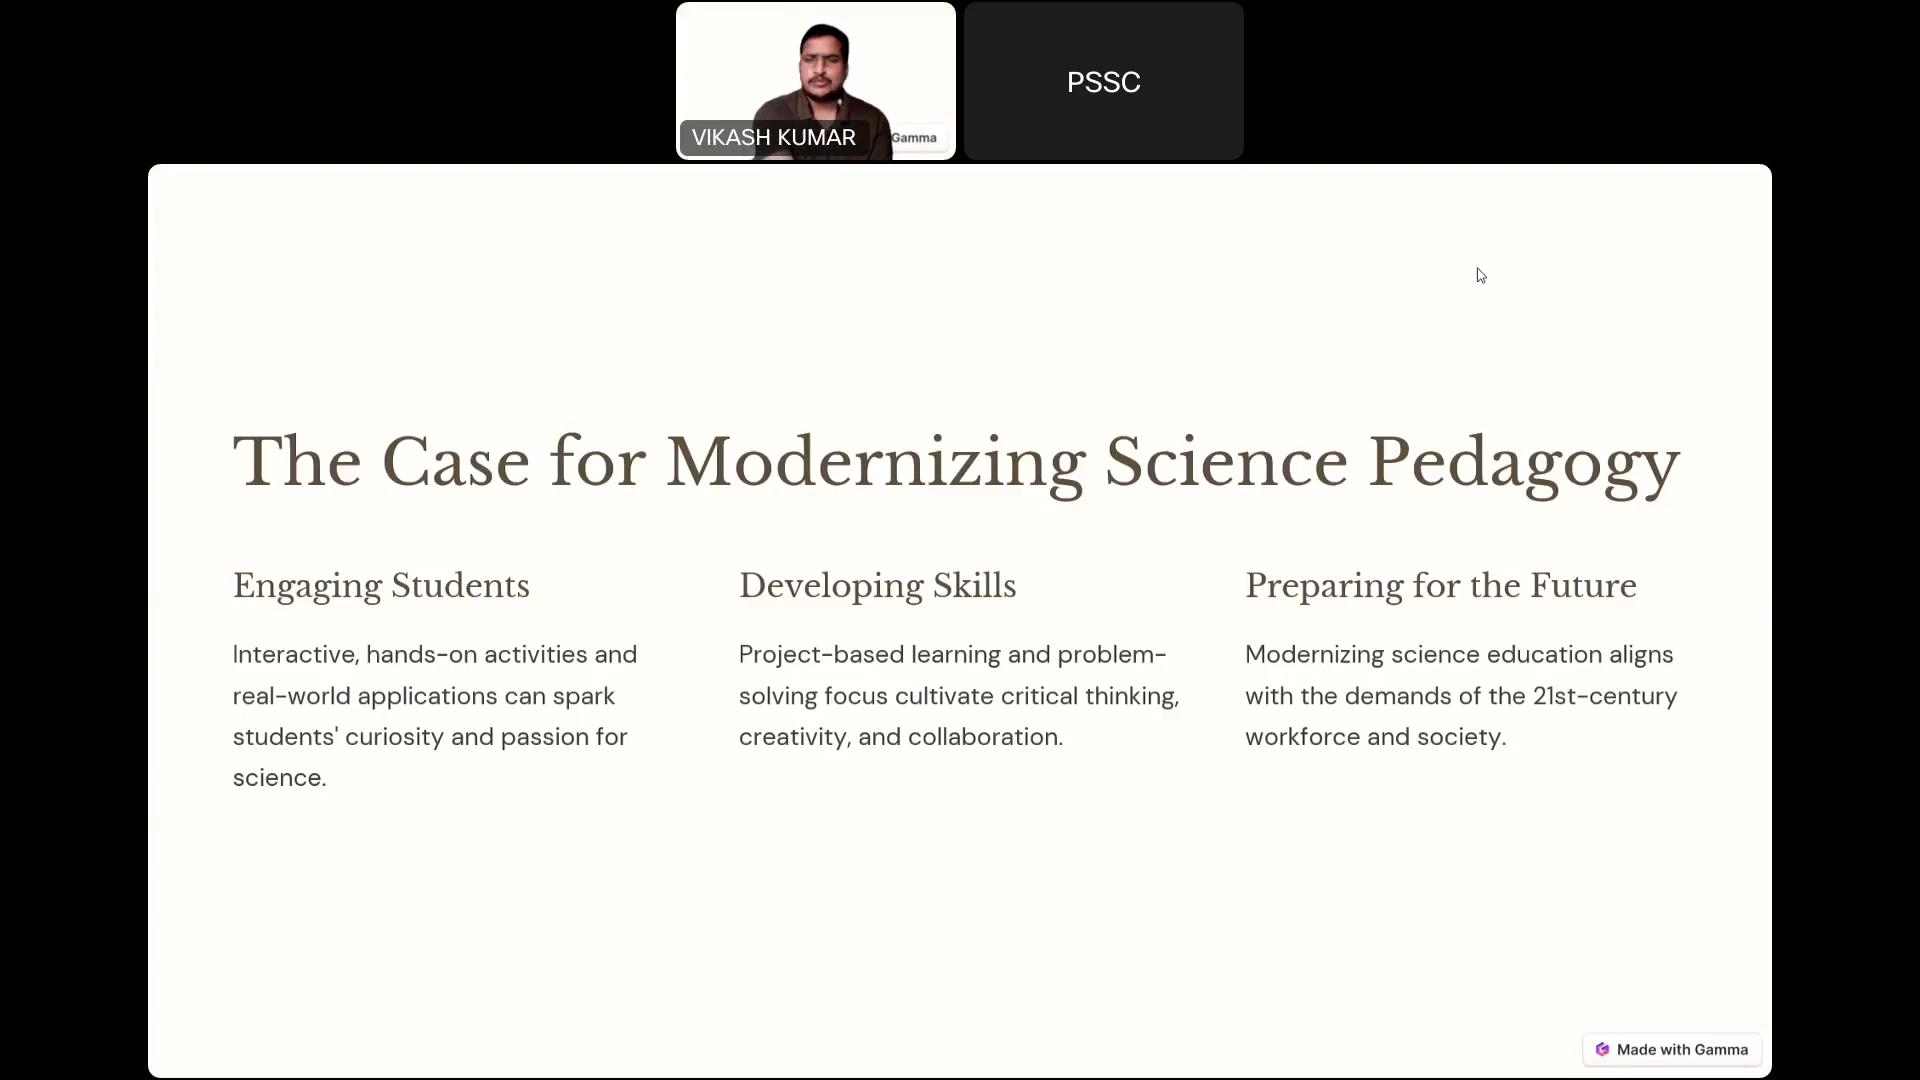 VIKASH KUMAR
Gamma
PSSC
The Case for Modernizing Science Pedagogy
Engaging Students
Interactive, hands-on activities and
real-world applications can spark
students' curiosity and passion for
science.
Developing Skills
Project-based learning and problem-
solving focus cultivate critical thinking,
creativity, and collaboration.
Preparing for the Future
Modernizing science education aligns
with the demands of the 21st-century
workforce and society.
Made with Gamma